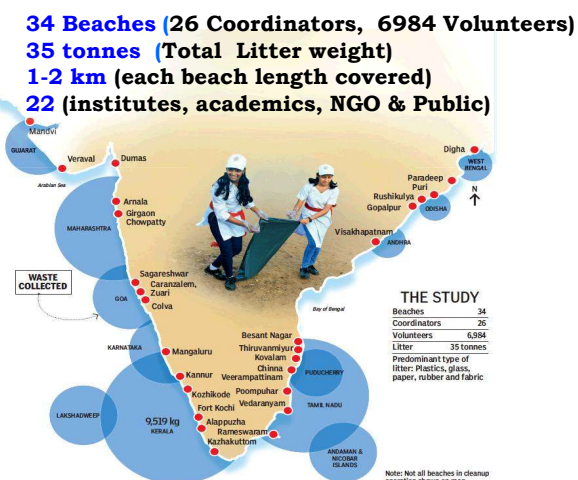 34 Beaches (26 Coordinators, 6984 Volunteers)
35 tonnes (Total Litter weight)
1-2 km (each beach length covered)
22 (institutes, academics, NGO & Public)
Mandvi
GUJARAT
Veraval
Dumas
Arabian Sea
Arnala
Girgaon
Chowpatty
MAHARASHTRA
WASTE
COLLECTED
Sagareshwar
Caranzalem,
Zuari
GOA
Colva
KARNATAKA
Mangaluru
Kannur
Kozhikode
LAKSHADWEEP
9,519 kg
KERALA
Fort Kochi
Alappuzha
Rameswaram
Kazhakuttom
Digha
WEST
BENGAL
Paradeep
Puri
Rushikulya
Gopalpur
ODISHA
N
Visakhapatnam
ANDHRA
Bay of Bengal
Besant Nagar
Thiruvanmiyur
Kovalam
Chinna
Veerampattinam
PUDUCHERRY
Poompuhar
Vedaranyam
TAMIL NADU
ANDAMAN &
NICOBAR
ISLANDS
THE STUDY
Beaches 34
Coordinators 26
Volunteers 6,984
Litter 35 tonnes
Predominant type of
litter: Plastics, glass,
paper, rubber and fabric
Note: Not all beaches in cleanup